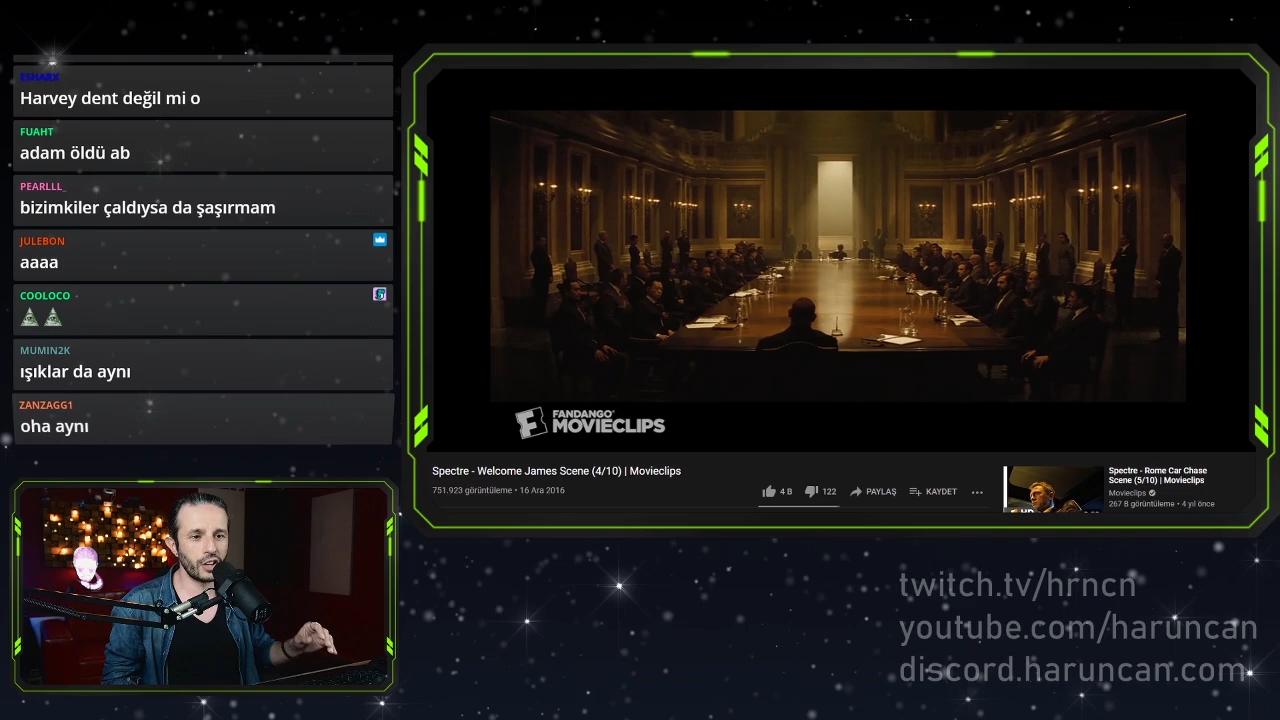 ESHARX
Harvey dent değil mi o
FUAHT
adam öldü ab
PEARLLL_
bizimkiler çaldıysa da şaşırmam
JULEBON
aaaa
COOLOCO
MUMIN2K
ışıklar da aynı
ZANZAGG1
oha aynı
FANDANGO
MOVIECLIPS
Spectre - Welcome James Scene (4/10) | Movieclips
751.923 görüntüleme • 16 Ara 2016
4 B
122
PAYLAŞ
KAYDET
Spectre - Rome Car Chase
Scene (5/10) | Movieclips
Movieclips
267 B görüntüleme • 4 yıl önce
twitch.tv/hrncn
youtube.com/haruncan
discord.haruncan.com